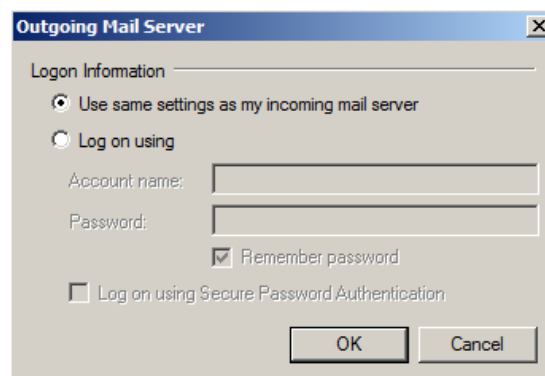 Outgoing Mail Server
Logon Information
Use same settings as my incoming mail server
Log on using
Account name:
Password:
Remember password
Log on using Secure Password Authentication
OK Cancel